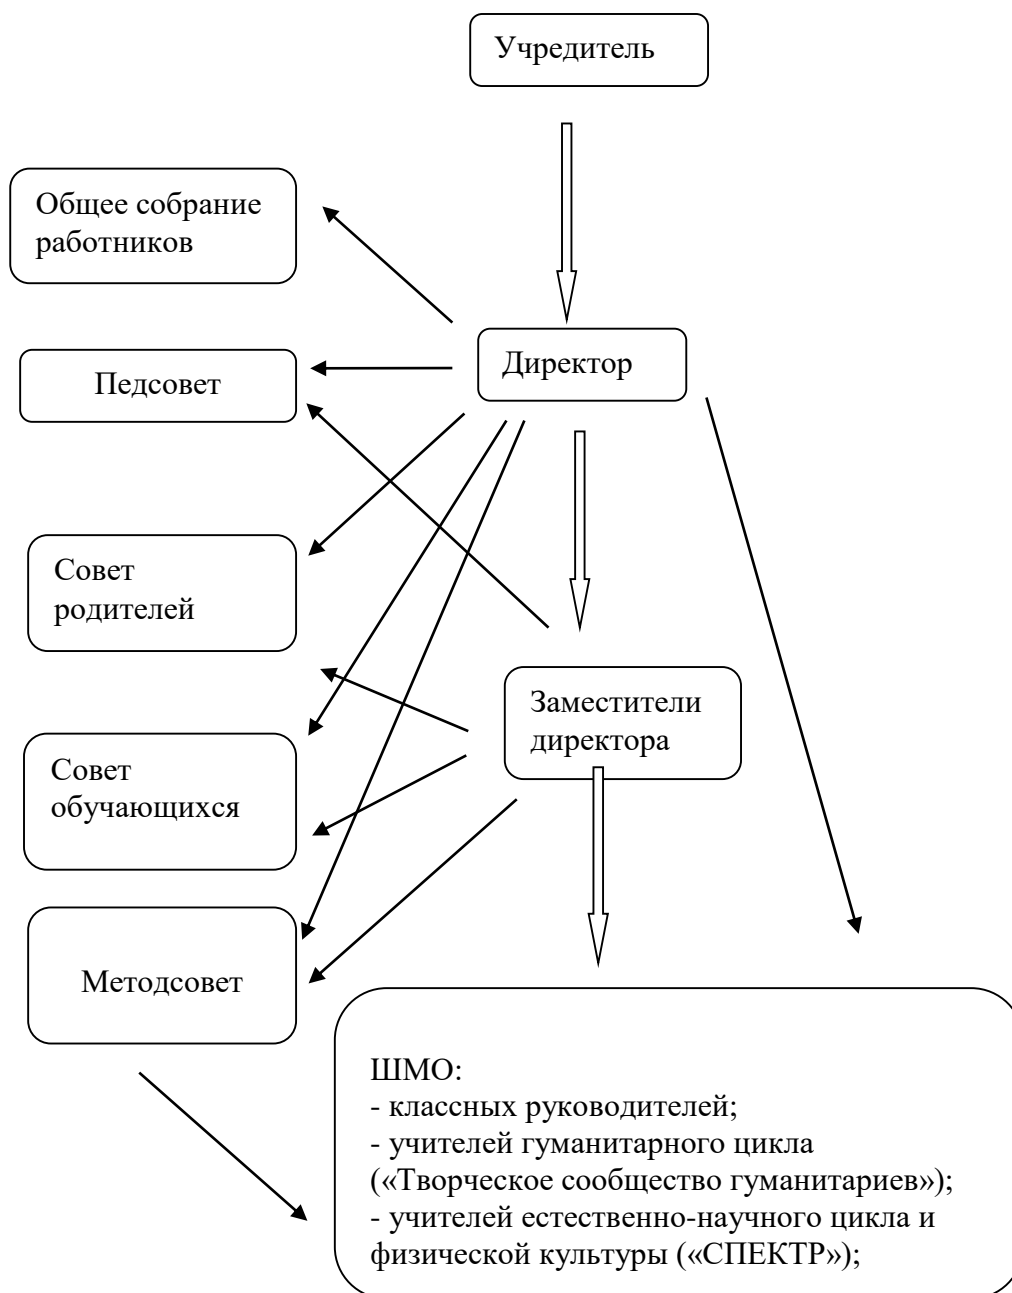 Учредитель
Общее собрание
работников
Директор
Педсовет
Совет
родителей
Заместители
директора
Совет
обучающихся
Методсовет
ШМО:
- классных руководителей;
- учителей гуманитарного цикла
(«Творческое сообщество гуманитариев»);
- учителей естественно-научного цикла и
физической культуры («СПЕКТР»);